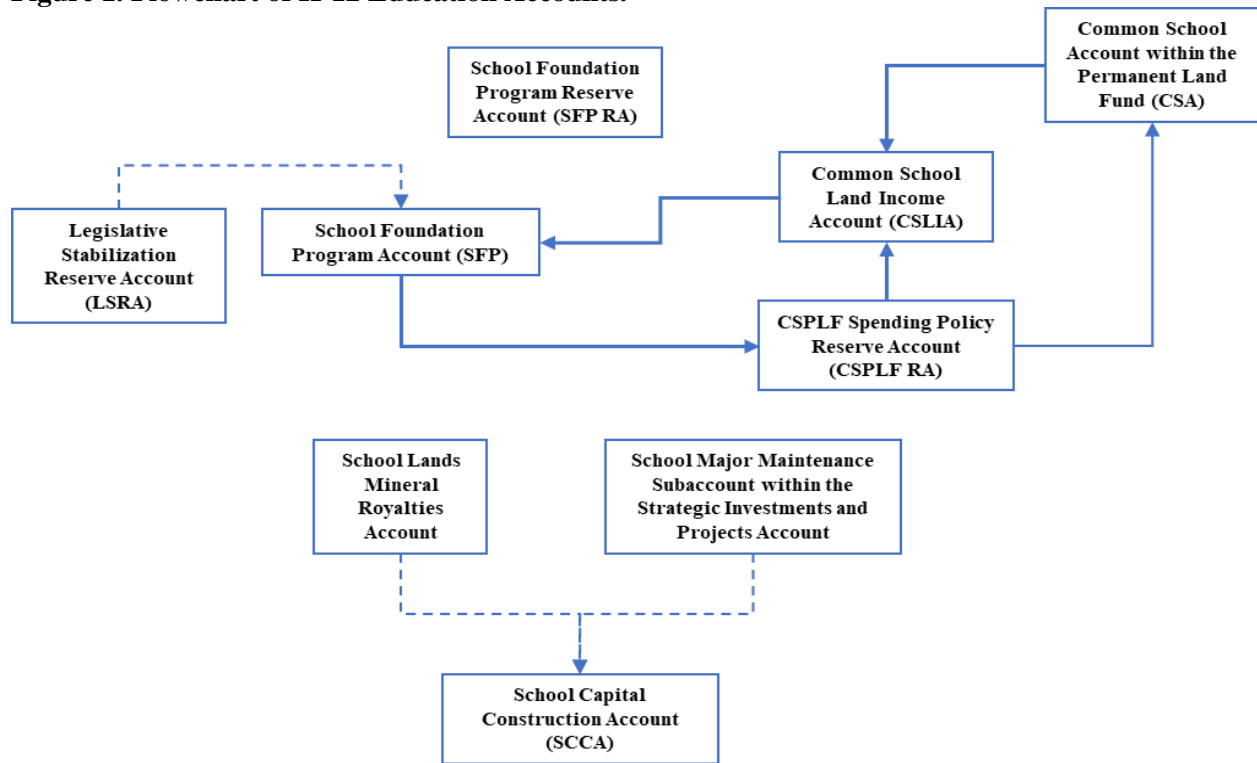 Common School
Account within the
Permanent Land
Fund (CSA)
School Foundation
Program Reserve
Account (SFP RA)
Common School
Land Income
Account (CSLIA)
Legislative
Stabilization
Reserve Account
(LSRA)
School Foundation
Program Account (SFP)
CSPLF Spending Policy
Reserve Account
(CSPLF RA)
School Lands
Mineral
Royalties
Account
School Major Maintenance
Subaccount within the
Strategic Investments and
Projects Account
School Capital
Construction Account
(SCCA)